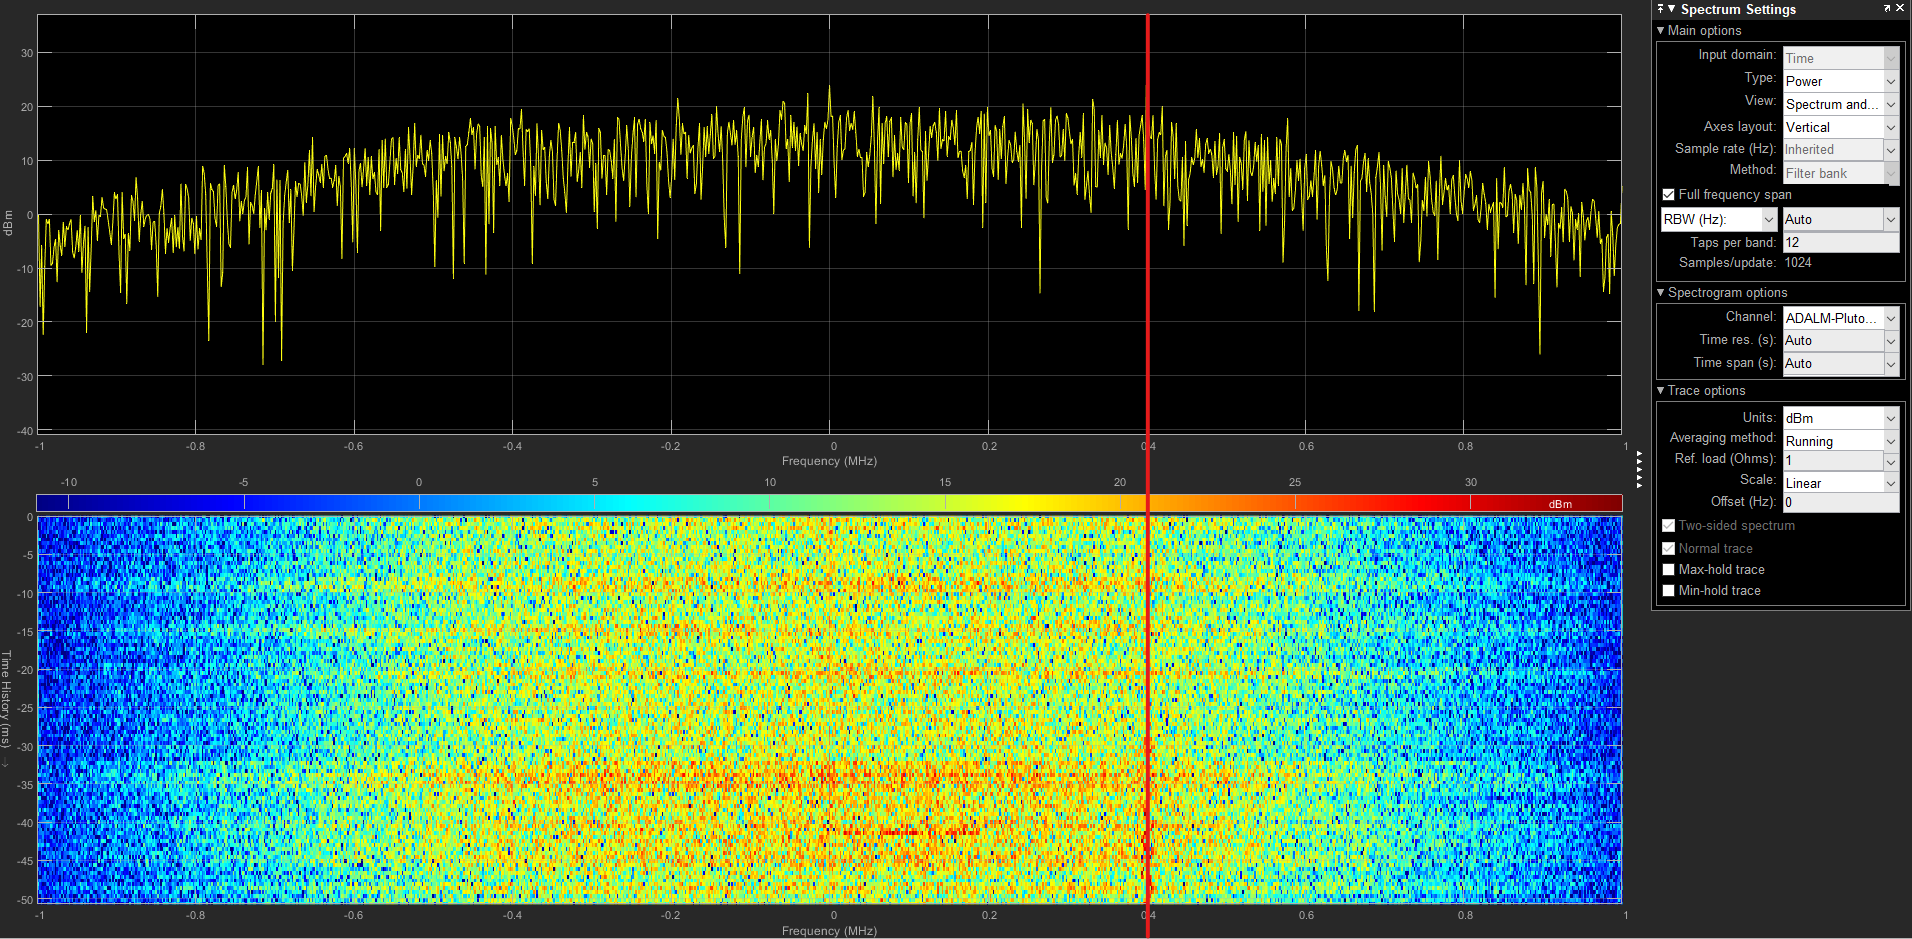 30
20
10
0
-10
-20
-30
-40
dBm
-1 -0.8 -0.6 -0.4 -0.2 0 0.2 0.4 0.6 0.8 1
Frequency (MHz)
-10 -5 0 5 10 15 20 25 30 dBm
0
-5
-10
-15
-20
-25
-30
-35
-40
-45
-50
Time History (ms) →
-1 -0.8 -0.6 -0.4 -0.2 0 0.2 0.4 0.6 0.8 1
Frequency (MHz)
Spectrum Settings
Main options
Input domain: Time
Type: Power
View: Spectrum and...
Axes layout: Vertical
Sample rate (Hz): Inherited
Method: Filter bank
Full frequency span
RBW (Hz): Auto
Taps per band: 12
Samples/update: 1024
Spectrogram options
Channel: ADALM-Pluto...
Time res. (s): Auto
Time span (s): Auto
Trace options
Units: dBm
Averaging method: Running
Ref. load (Ohms): 1
Scale: Linear
Offset (Hz): 0
Two-sided spectrum
Normal trace
Max-hold trace
Min-hold trace